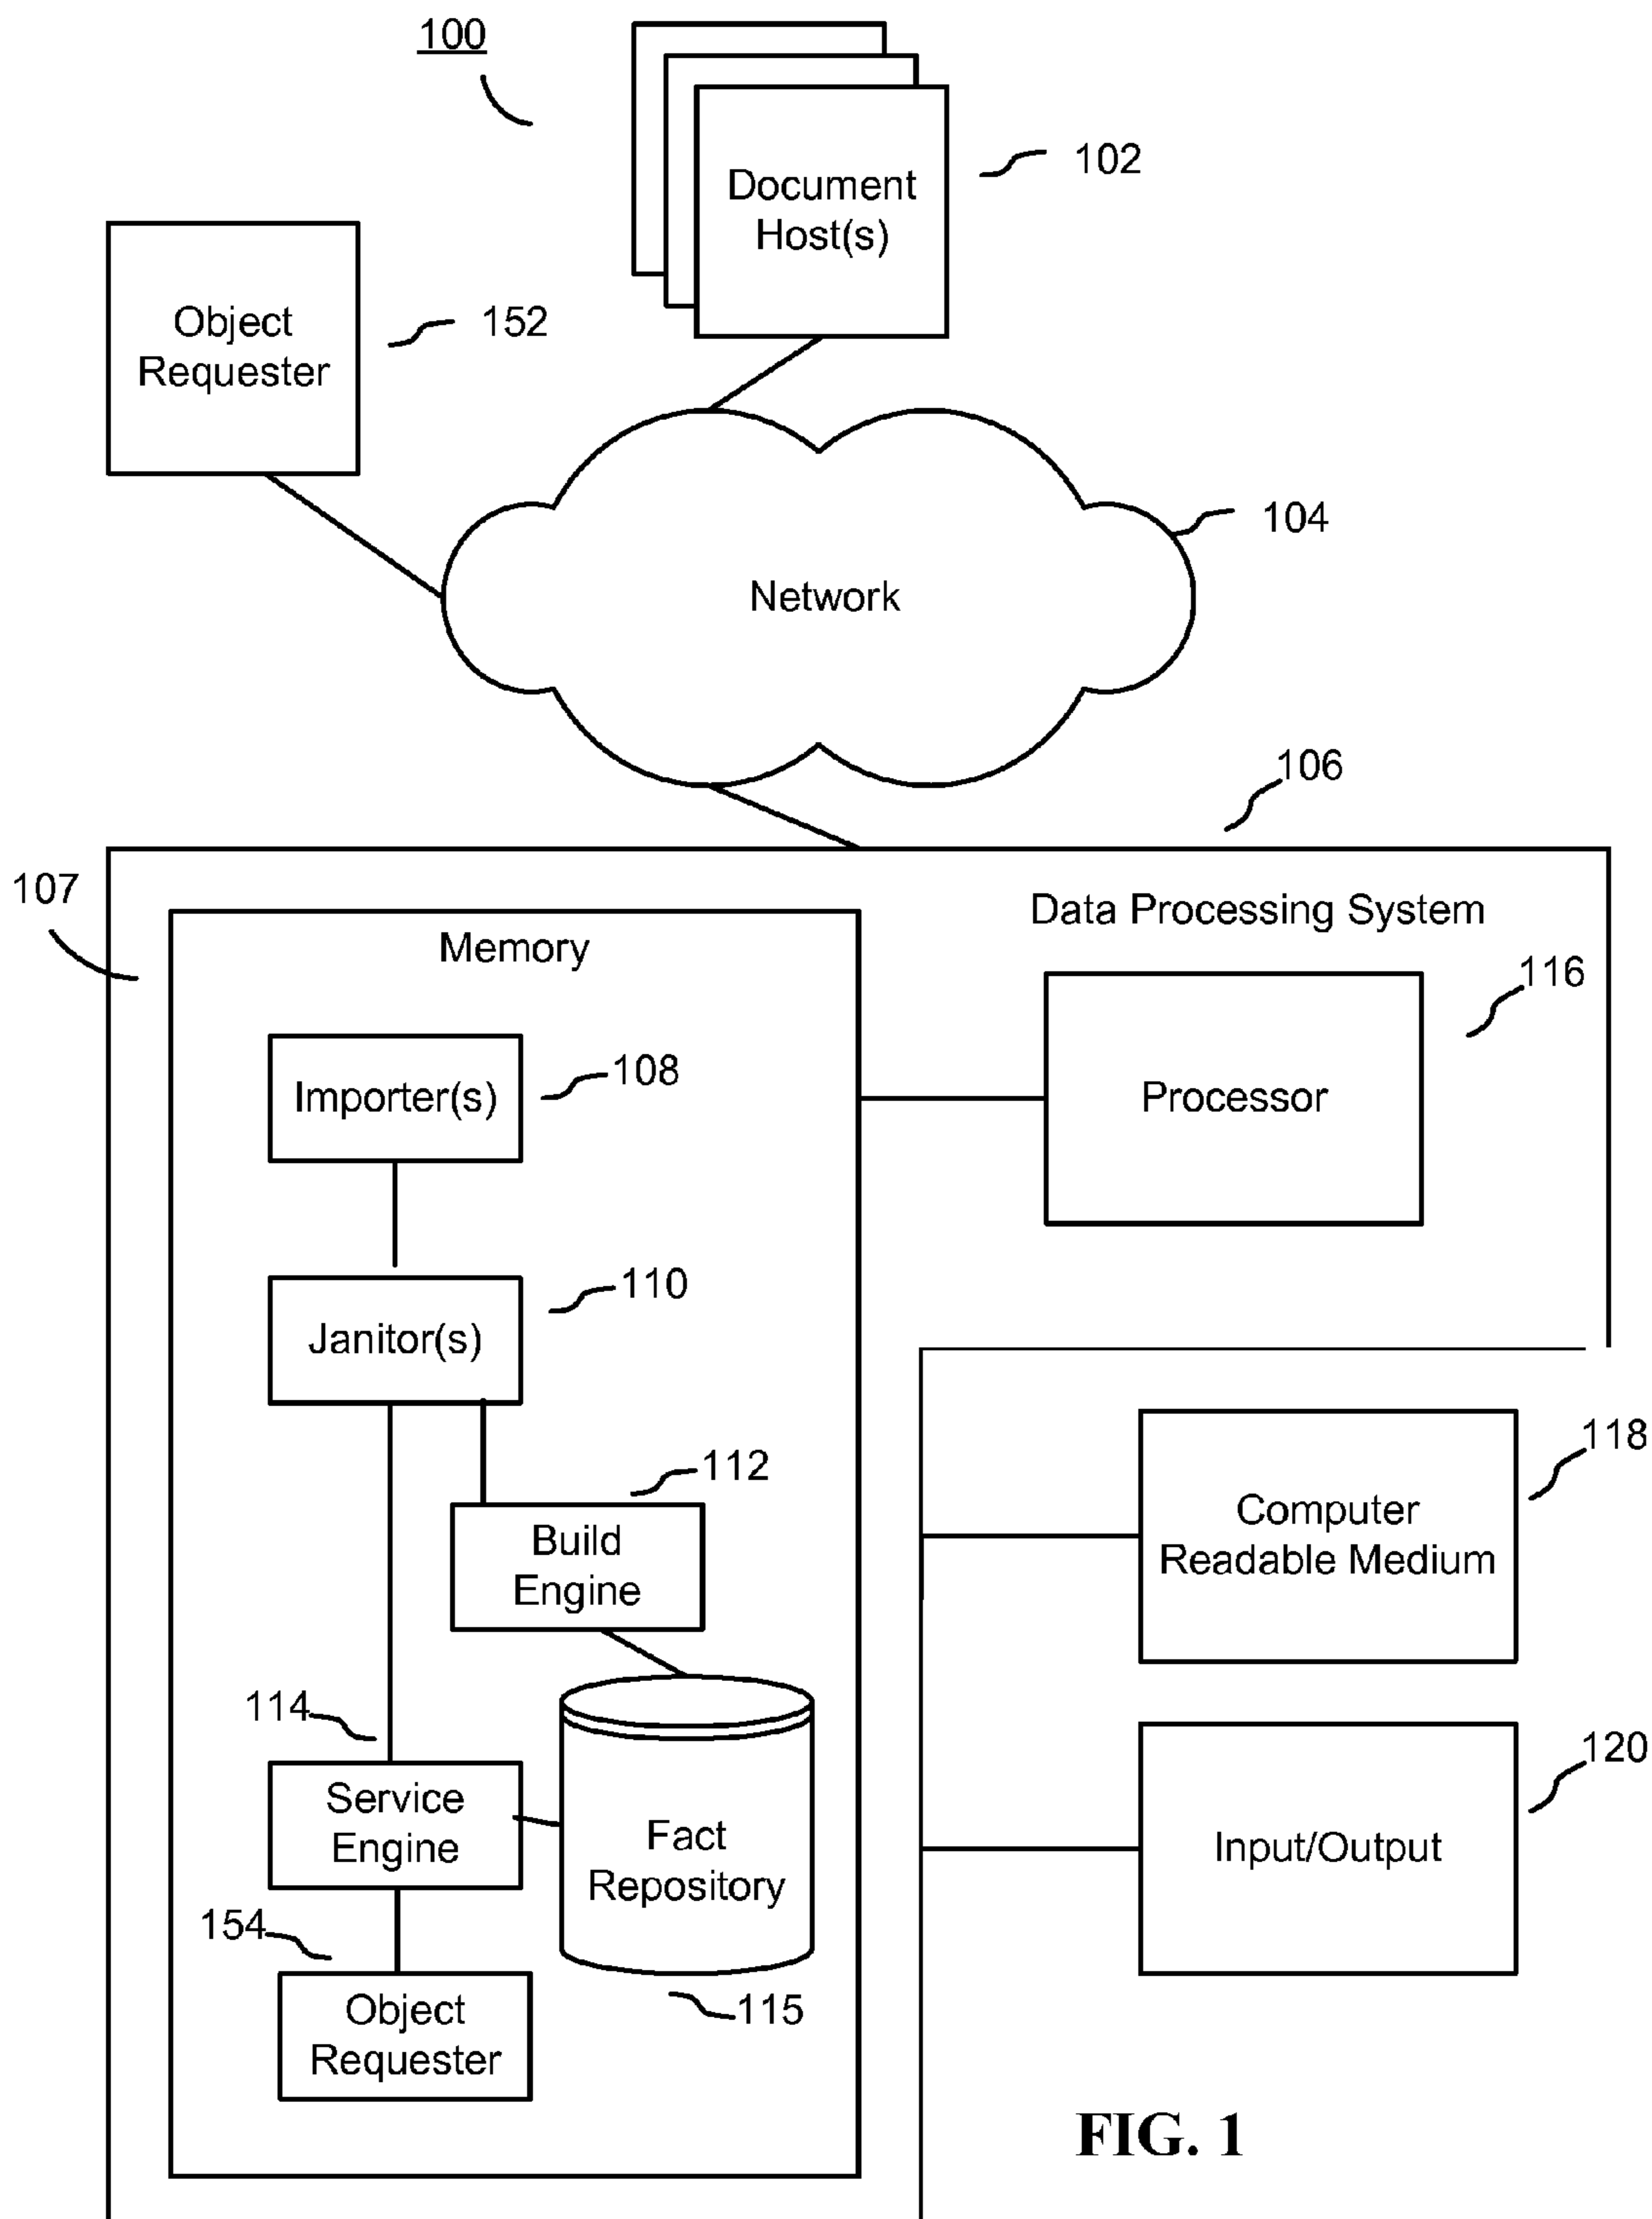 100
Document
Host(s)
102
Object
Requester
152
104
Network
106
107
Data Processing System
Memory
116
Importer(s)
108
Processor
110
Janitor(s)
118
112
Computer
Readable Medium
Build
Engine
114
120
Service
Engine
Fact
Repository
Input/Output
154
115
Object
Requester
FIG. 1